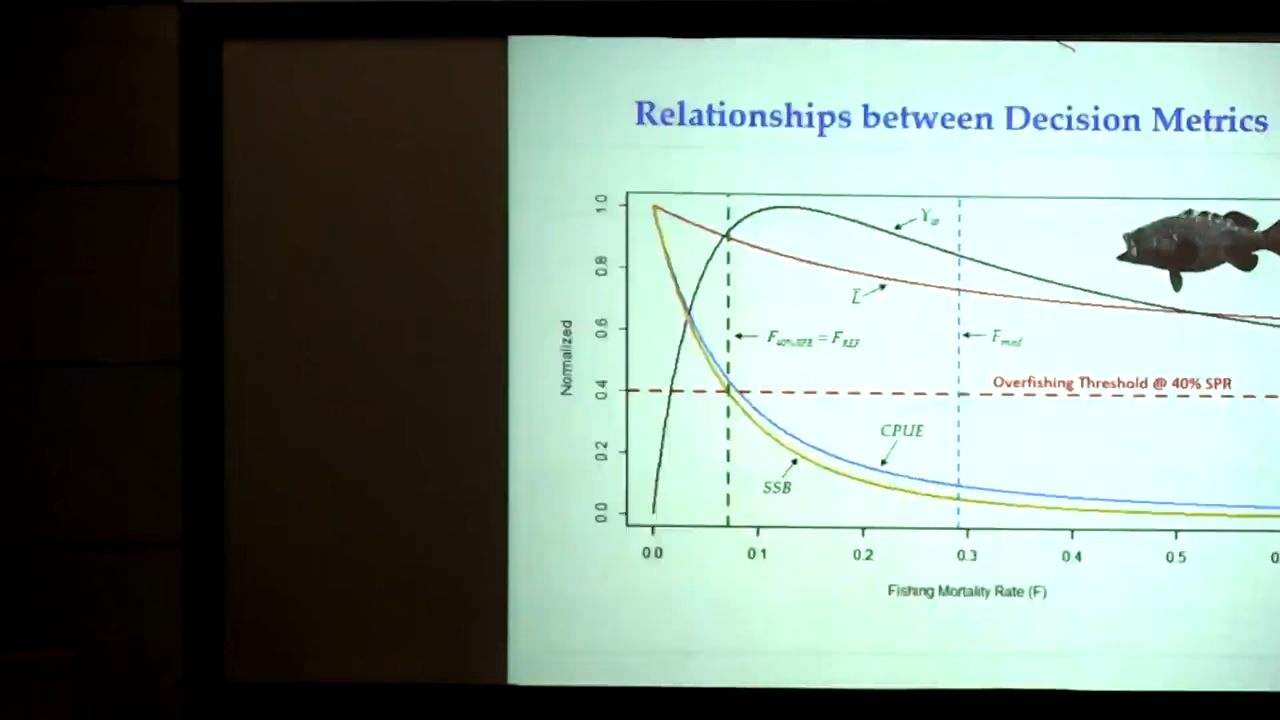 Relationships between Decision Metrics
Normalized
1.0
0.8
0.6
0.4
0.2
0.0
L̅
F40%SPR = FREF
Overfishing Threshold @ 40% SPR
CPUE
SSB
0.0 0.1 0.2 0.3 0.4 0.5
Fishing Mortality Rate (F)